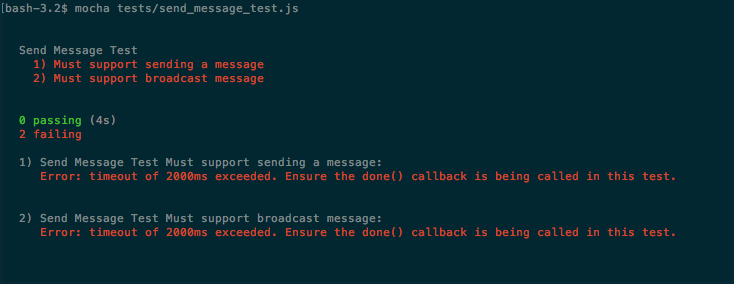 [bash-3.2$ mocha tests/send_message_test.js
Send Message Test
1) Must support sending a message
2) Must support broadcast message
0 passing (4s)
2 failing
1) Send Message Test Must support sending a message:
Error: timeout of 2000ms exceeded. Ensure the done() callback is being called in this test.
2) Send Message Test Must support broadcast message:
Error: timeout of 2000ms exceeded. Ensure the done() callback is being called in this test.